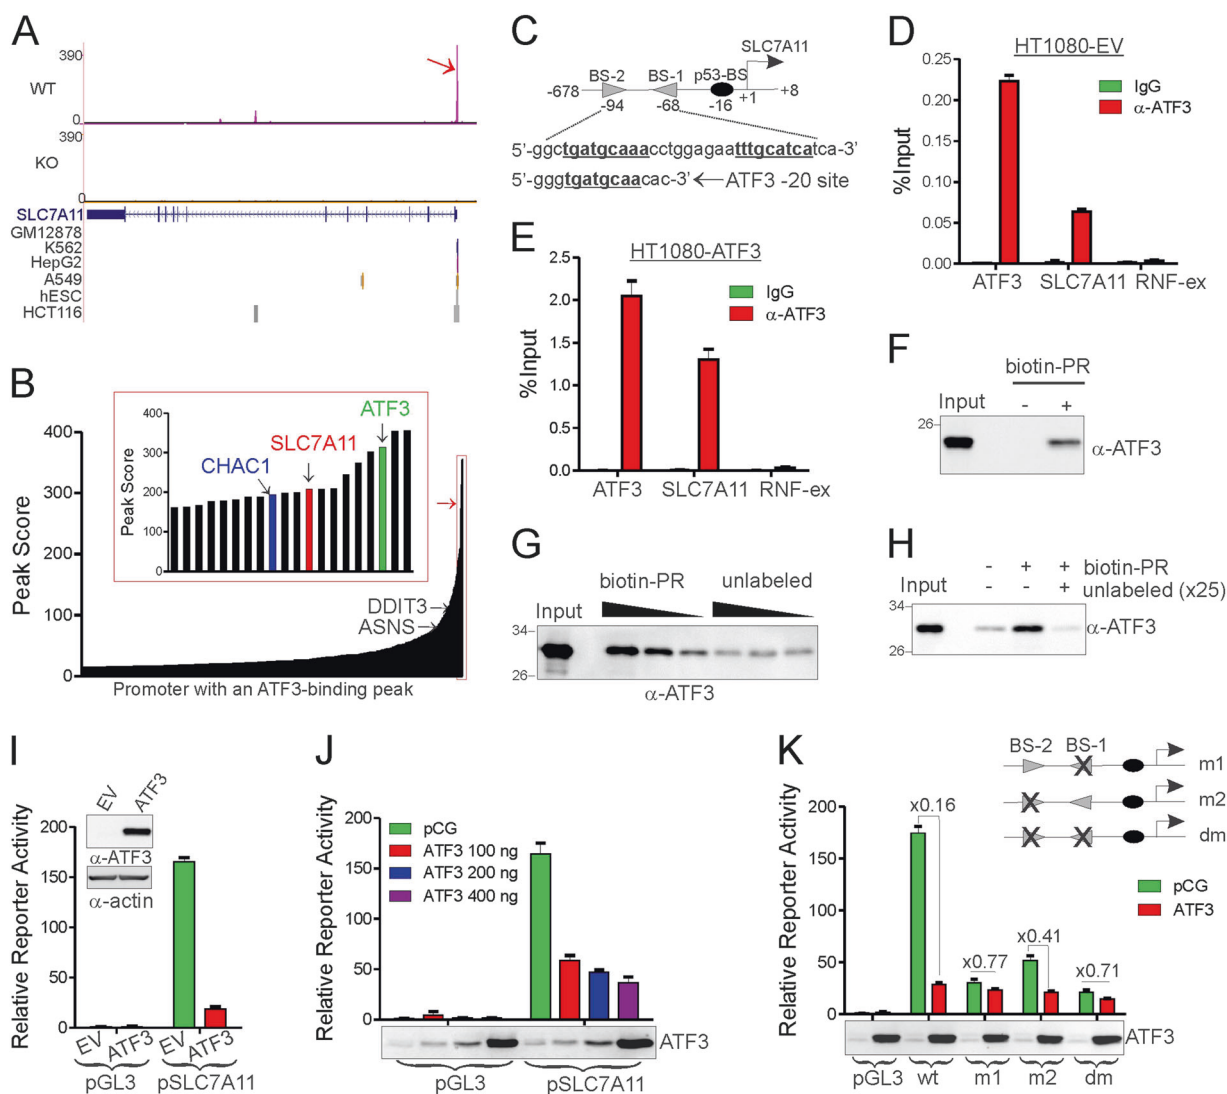 A
390
WT
0
390
KO
0
SLC7A11
GM12878
K562
HepG2
A549
hESC
HCT116
B
Peak Score
400
300
200
100
0
Peak Score
400
300
200
100
0
CHAC1
SLC7A11
ATF3
DDIT3
ASNS
Promoter with an ATF3-binding peak
C
SLC7A11
BS-2 BS-1 p53-BS
-678 -94 -68 -16 +1 +8
5'-ggctgatgcaaacctggagaatttgcatcatca-3'
5'-gggtgatgcaacac-3' ← ATF3 -20 site
D
HT1080-EV
%Input
0.25
0.20
0.15
0.10
0.05
0.00
IgG
α-ATF3
ATF3 SLC7A11 RNF-ex
E
HT1080-ATF3
%Input
2.5
2.0
1.5
1.0
0.5
0.0
IgG
α-ATF3
ATF3 SLC7A11 RNF-ex
F
biotin-PR
Input - +
26
α-ATF3
G
biotin-PR unlabeled
Input
34
26
α-ATF3
H
- + + biotin-PR
Input - - + unlabeled (x25)
34
26
α-ATF3
I
Relative Reporter Activity
200
150
100
50
0
EV ATF3
α-ATF3
α-actin
EV ATF3 EV ATF3
pGL3 pSLC7A11
J
Relative Reporter Activity
200
150
100
50
0
pCG
ATF3 100 ng
ATF3 200 ng
ATF3 400 ng
ATF3
pGL3 pSLC7A11
K
BS-2 BS-1
m1
m2
dm
Relative Reporter Activity
200
150
100
50
0
x0.16
x0.77
x0.41
x0.71
pCG
ATF3
ATF3
pGL3 wt m1 m2 dm